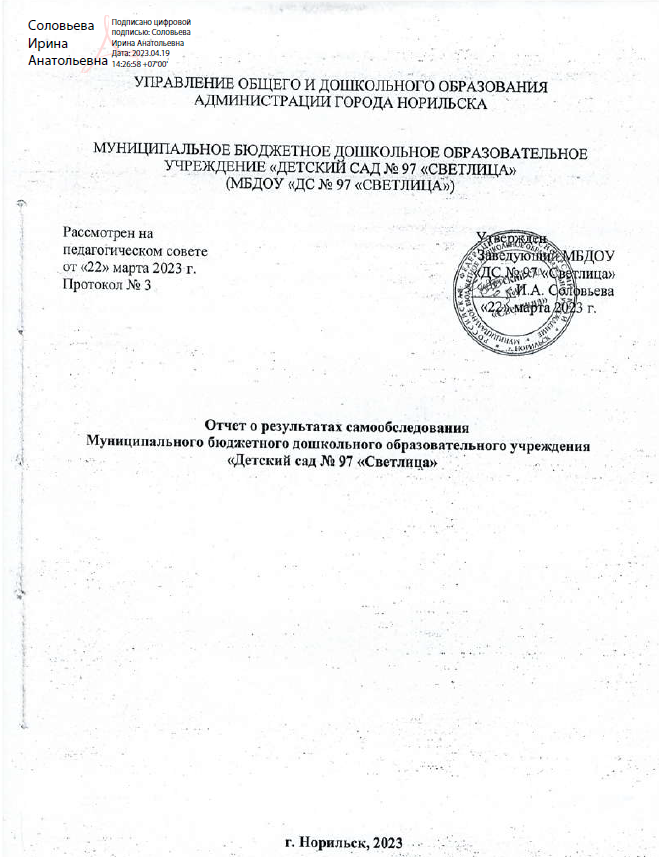 Соловьева
Ирина
Анатольевна
Подписано цифровой
подписью: Соловьева
Ирина Анатольевна
Дата: 2023.04.19
14:26:58 +07'00'
УПРАВЛЕНИЕ ОБЩЕГО И ДОШКОЛЬНОГО ОБРАЗОВАНИЯ
АДМИНИСТРАЦИИ ГОРОДА НОРИЛЬСКА
МУНИЦИПАЛЬНОЕ БЮДЖЕТНОЕ ДОШКОЛЬНОЕ ОБРАЗОВАТЕЛЬНОЕ
УЧРЕЖДЕНИЕ «ДЕТСКИЙ САД № 97 «СВЕТЛИЦА»
(МБДОУ «ДС № 97 «СВЕТЛИЦА»)
Рассмотрен на
педагогическом совете
от «22» марта 2023 г.
Протокол № 3
Утвержден
Заведующий МБДОУ
«ДС № 97 «Светлица»
И.А. Соловьева
«22» марта 2023 г.
г. НОРИЛЬСК
Отчет о результатах самообследования
Муниципального бюджетного дошкольного образовательного учреждения
«Детский сад № 97 «Светлица»
г. Норильск, 2023